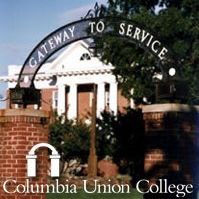 GATEWAY TO SERVICE
Columbia Union College